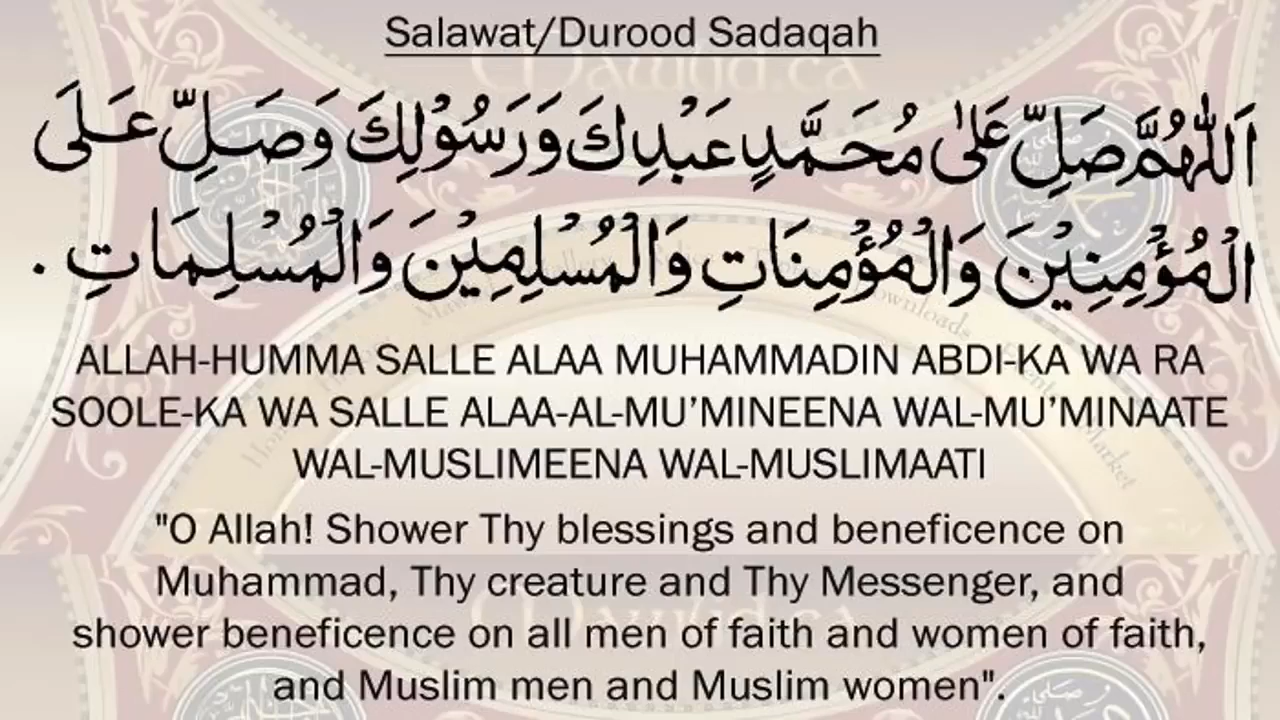 Salawat/Durood Sadaqah
اَللّٰهُمَّ صَلِّ عَلٰى مُحَمَّدٍ عَبْدِكَ وَرَسُوْلِكَ وَصَلِّ عَلَى
الْمُؤْمِنِيْنَ وَالْمُؤْمِنَاتِ وَالْمُسْلِمِيْنَ وَالْمُسْلِمَاتِ .
ALLAH-HUMMA SALLE ALAA MUHAMMADIN ABDI-KA WA RA
SOOLE-KA WA SALLE ALAA-AL-MU’MINEENA WAL-MU’MINAATE
WAL-MUSLIMEENA WAL-MUSLIMAATI
"O Allah! Shower Thy blessings and beneficence on
Muhammad, Thy creature and Thy Messenger, and
shower beneficence on all men of faith and women of faith,
and Muslim men and Muslim women".